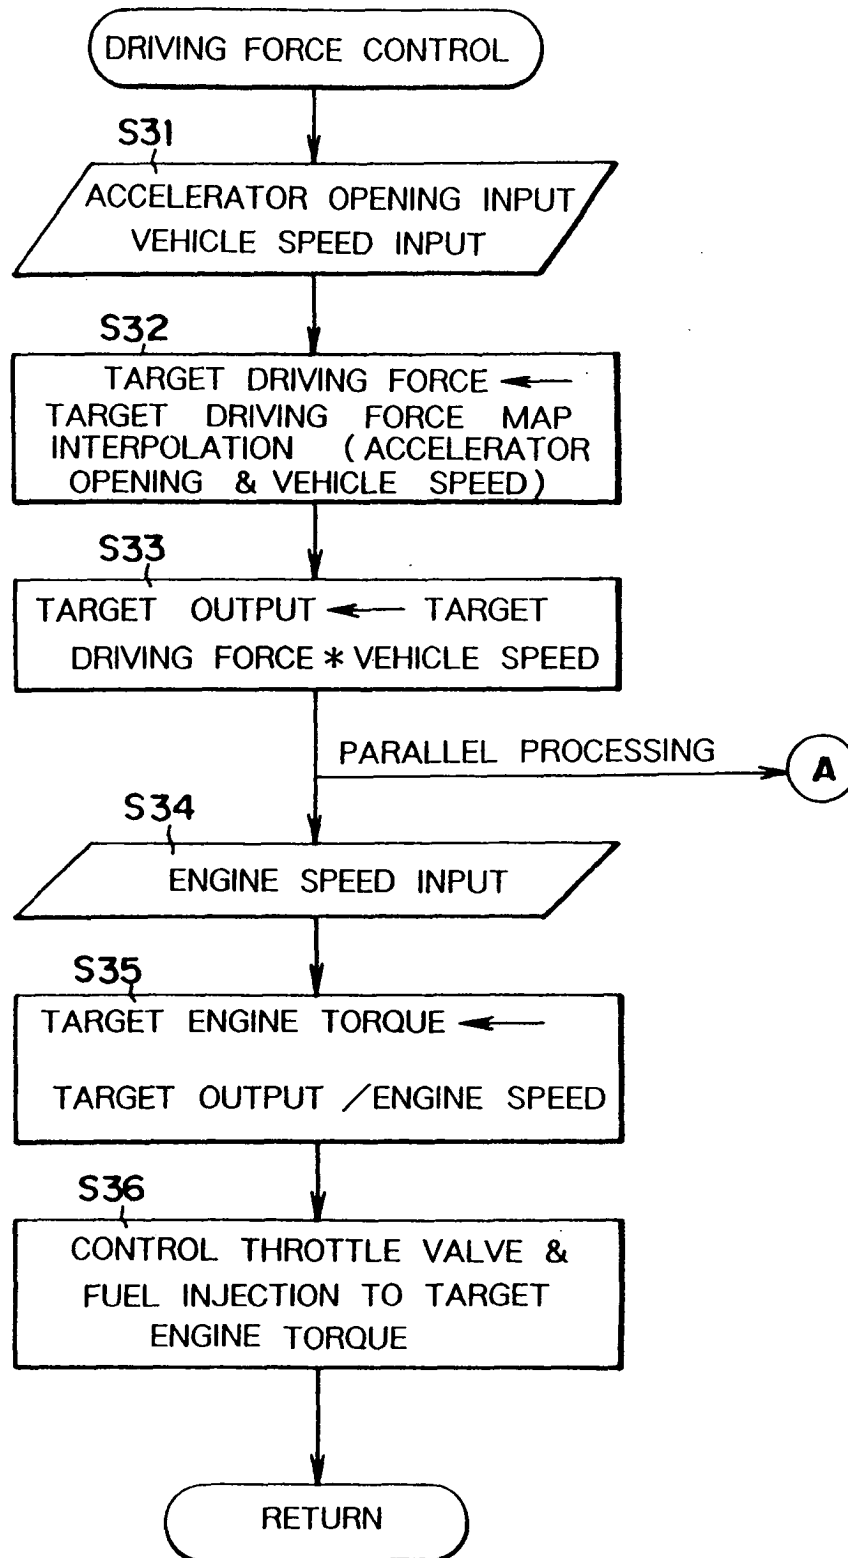 DRIVING FORCE CONTROL
S31
ACCELERATOR OPENING INPUT
VEHICLE SPEED INPUT
S32
TARGET DRIVING FORCE ←
TARGET DRIVING FORCE MAP
INTERPOLATION (ACCELERATOR
OPENING & VEHICLE SPEED)
S33
TARGET OUTPUT ← TARGET
DRIVING FORCE * VEHICLE SPEED
PARALLEL PROCESSING
A
S34
ENGINE SPEED INPUT
S35
TARGET ENGINE TORQUE ←
TARGET OUTPUT / ENGINE SPEED
S36
CONTROL THROTTLE VALVE &
FUEL INJECTION TO TARGET
ENGINE TORQUE
RETURN